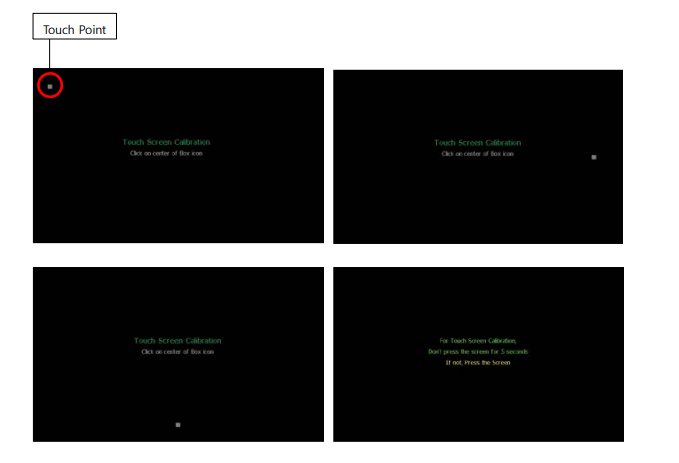 Touch Point
Touch Screen Calibration
Click on center of Box icon
Touch Screen Calibration
Click on center of Box icon
Touch Screen Calibration
Click on center of Box icon
For Touch Screen Calibration,
Don't press the screen for 5 seconds
If not, Press the Screen